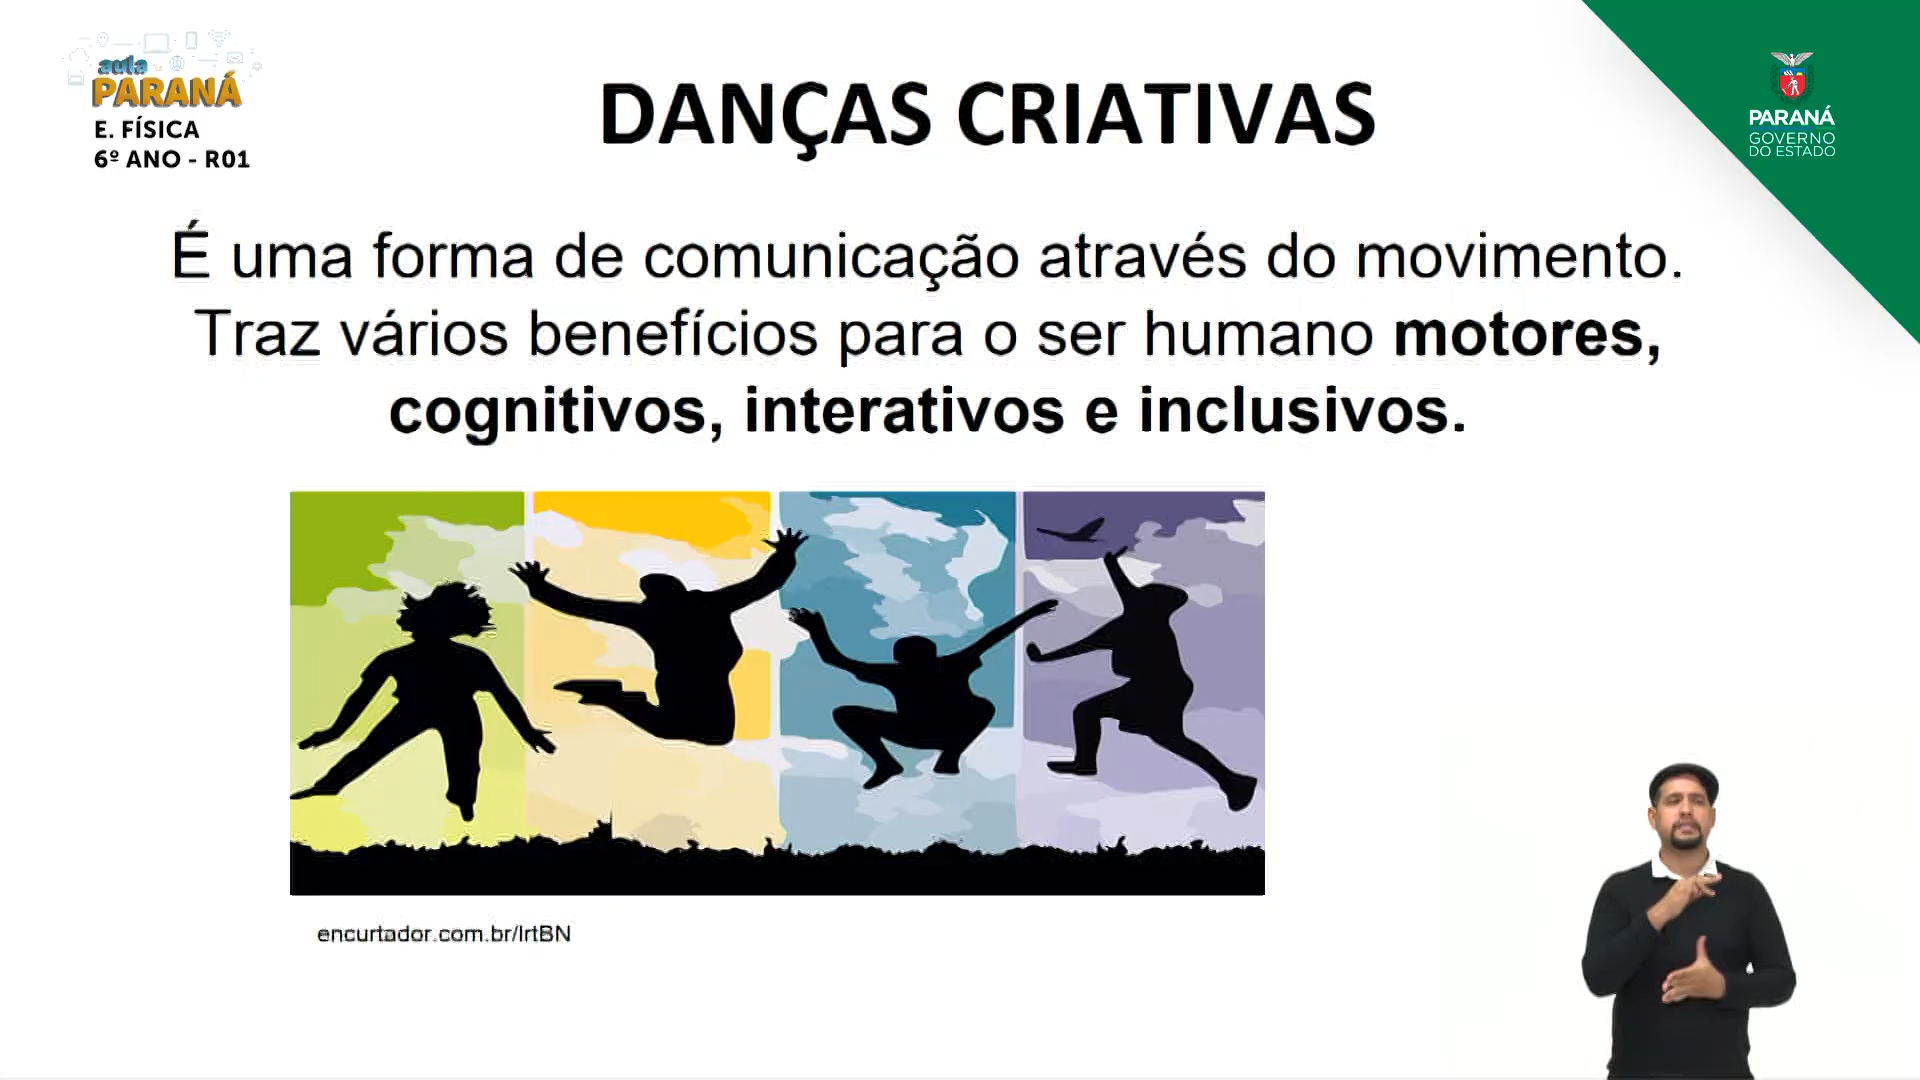 aula
PARANÁ
E. FÍSICA
6º ANO - R01
DANÇAS CRIATIVAS
PARANÁ
GOVERNO
DO ESTADO
É uma forma de comunicação através do movimento.
Traz vários benefícios para o ser humano motores,
cognitivos, interativos e inclusivos.
encurtador.com.br/lrtBN